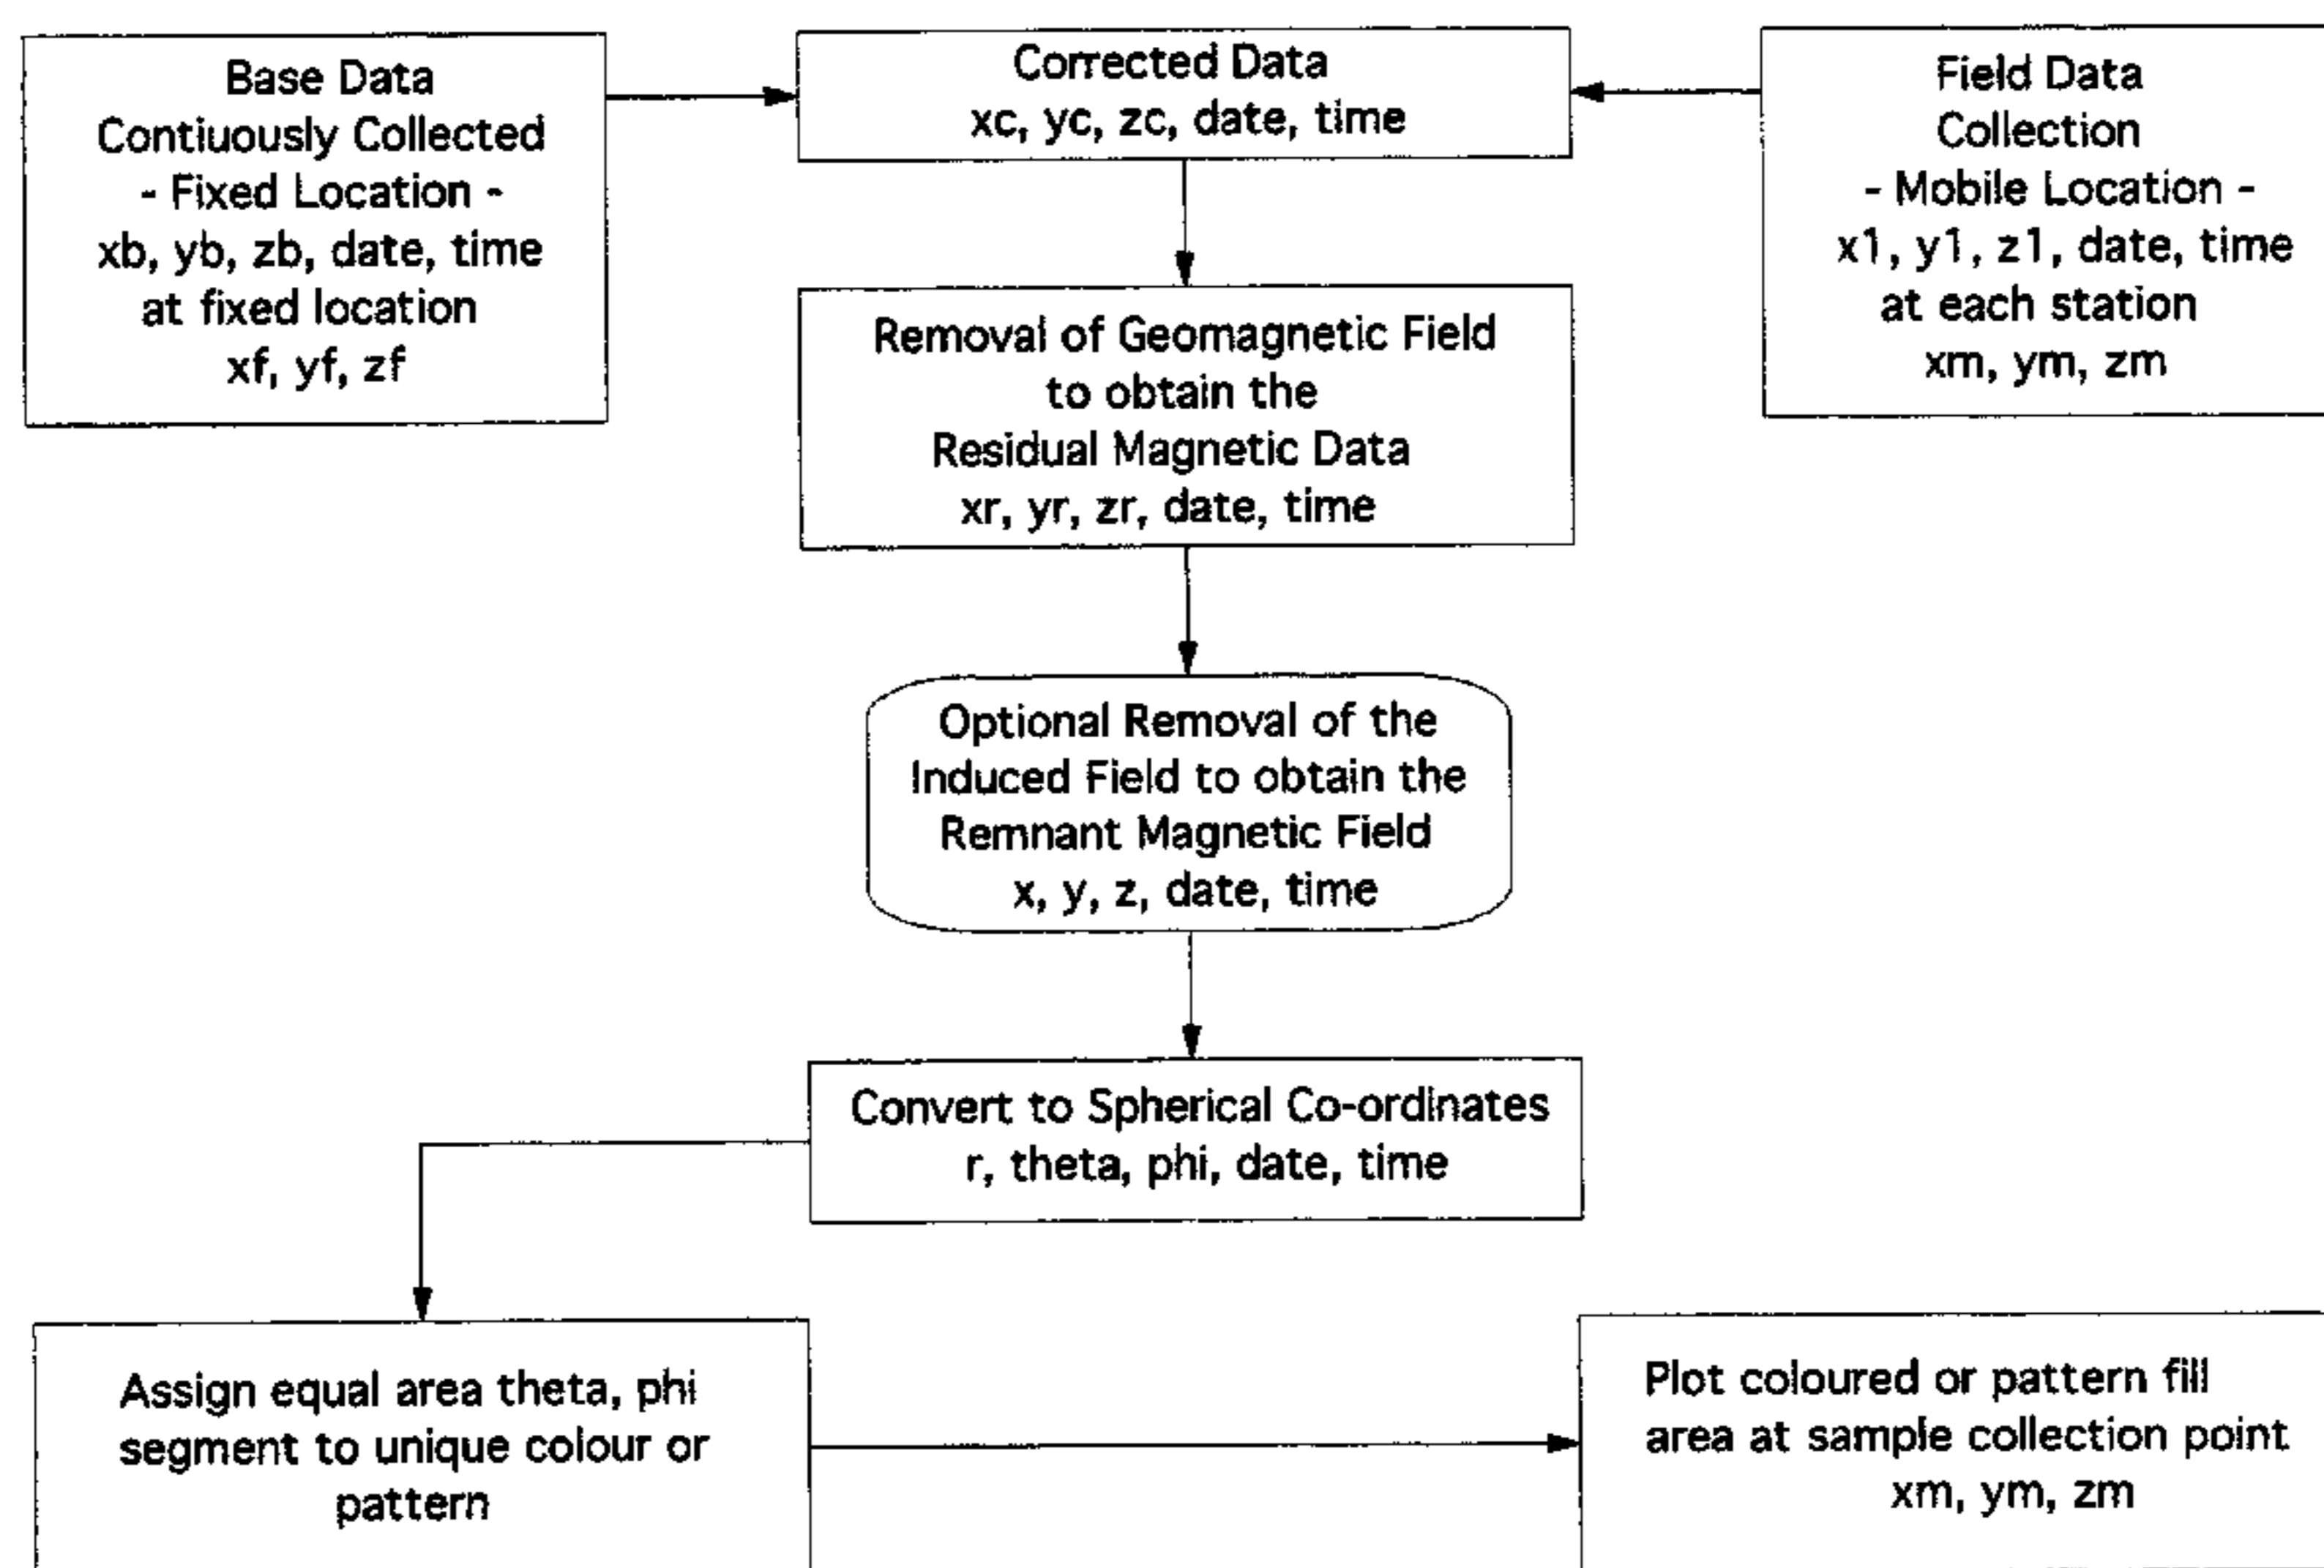 Base Data
Contiuously Collected
- Fixed Location -
xb, yb, zb, date, time
at fixed location
xf, yf, zf
Corrected Data
xc, yc, zc, date, time
Field Data
Collection
- Mobile Location -
x1, y1, z1, date, time
at each station
xm, ym, zm
Removal of Geomagnetic Field
to obtain the
Residual Magnetic Data
xr, yr, zr, date, time
Optional Removal of the
Induced Field to obtain the
Remnant Magnetic Field
x, y, z, date, time
Convert to Spherical Co-ordinates
r, theta, phi, date, time
Assign equal area theta, phi
segment to unique colour or
pattern
Plot coloured or pattern fill
area at sample collection point
xm, ym, zm